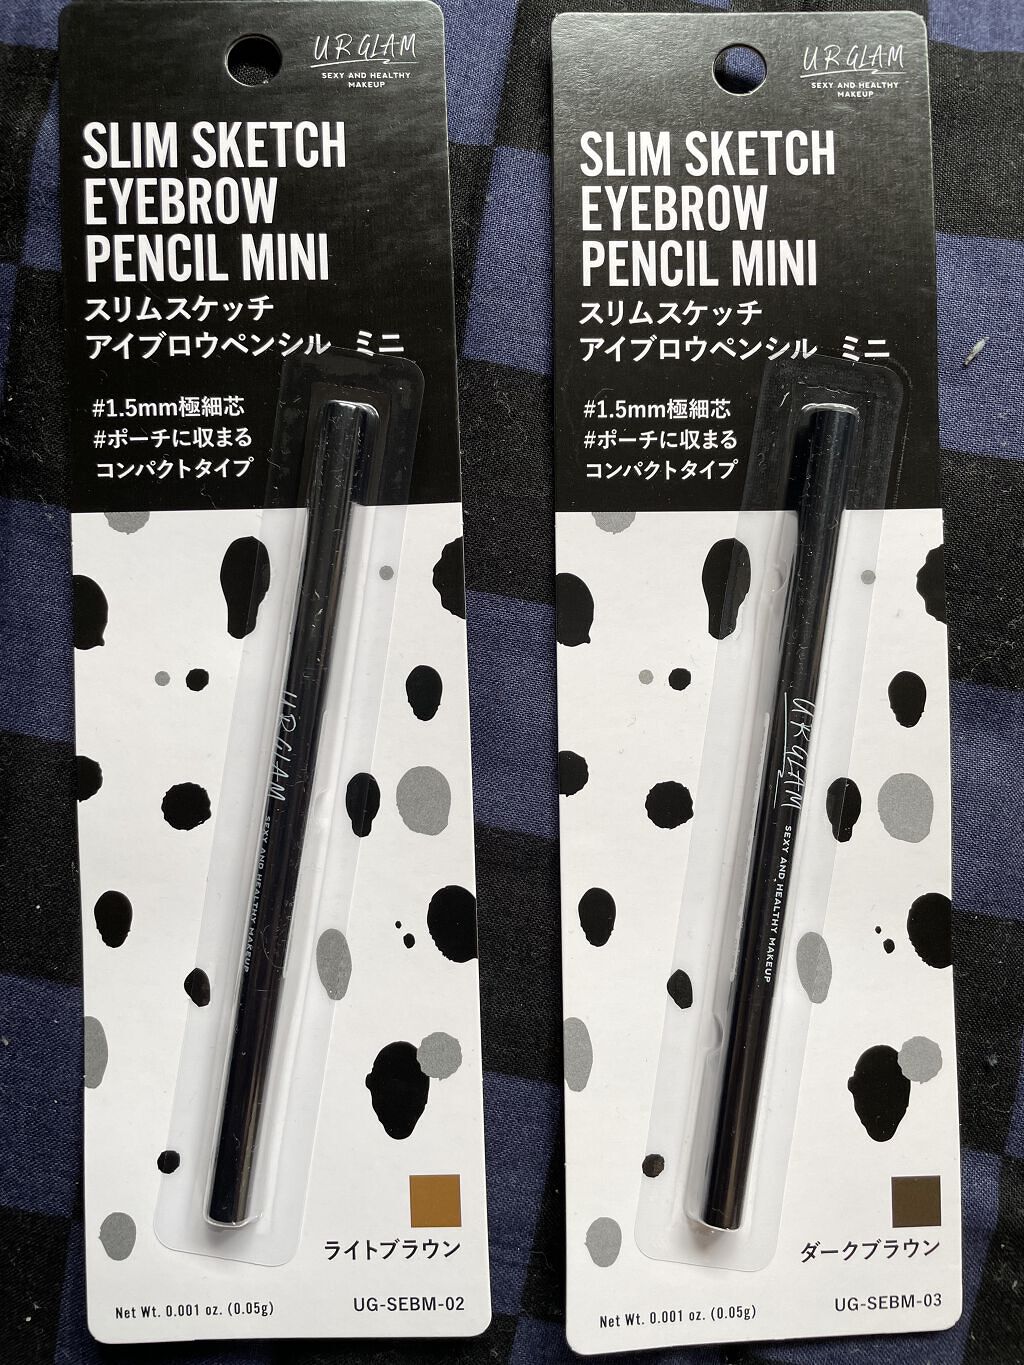 UR GLAM
SEXY AND HEALTHY
MAKEUP
SLIM SKETCH
EYEBROW
PENCIL MINI
スリムスケッチ
アイブロウペンシル ミニ
#1.5mm極細芯
#ポーチに収まる
コンパクトタイプ
UR GLAM
SEXY AND HEALTHY MAKEUP
ライトブラウン
Net Wt. 0.001 oz. (0.05g)
UG-SEBM-02
UR GLAM
SEXY AND HEALTHY
MAKEUP
SLIM SKETCH
EYEBROW
PENCIL MINI
スリムスケッチ
アイブロウペンシル ミニ
#1.5mm極細芯
#ポーチに収まる
コンパクトタイプ
UR GLAM
SEXY AND HEALTHY MAKEUP
ダークブラウン
Net Wt. 0.001 oz. (0.05g)
UG-SEBM-03